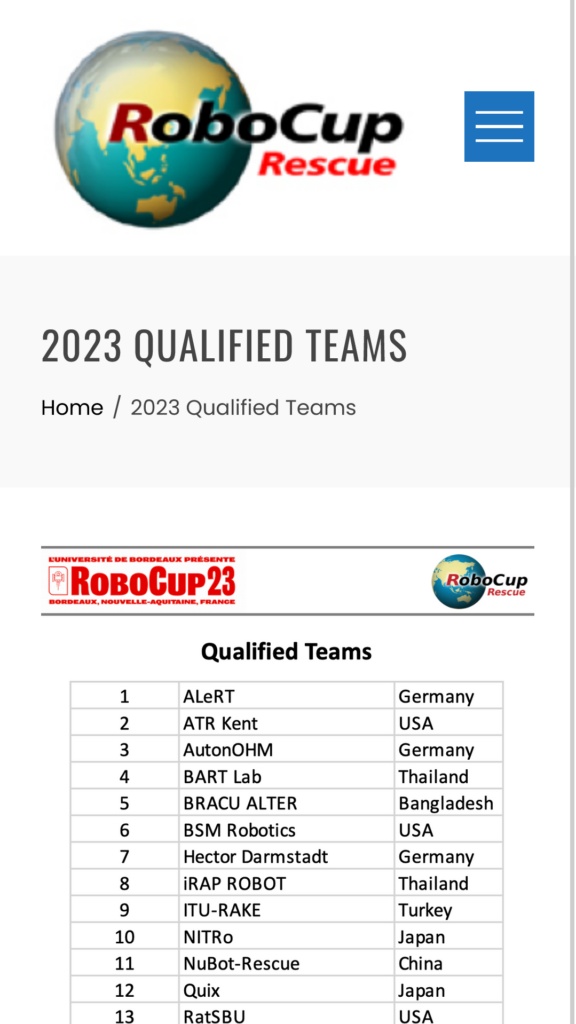 RoboCup
Rescue
2023 QUALIFIED TEAMS
Home / 2023 Qualified Teams
L'UNIVERSITÉ DE BORDEAUX PRÉSENTE
ROBOCUP23
BORDEAUX, NOUVELLE-AQUITAINE, FRANCE
RoboCup
Rescue
Qualified Teams
1 ALeRT Germany
2 ATR Kent USA
3 AutonOHM Germany
4 BART Lab Thailand
5 BRACU ALTER Bangladesh
6 BSM Robotics USA
7 Hector Darmstadt Germany
8 iRAP ROBOT Thailand
9 ITU-RAKE Turkey
10 NITRo Japan
11 NuBot-Rescue China
12 Quix Japan
13 RatSBU USA